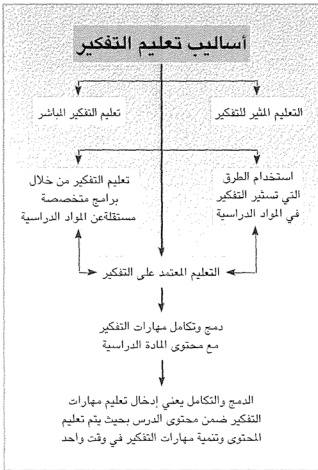 أساليب تعليم التفكير
التعليم المثير للتفكير
تعليم التفكير المباشر
استخدام الطرق
التي تستثير التفكير
في المواد الدراسية
تعليم التفكير من خلال
برامج متخصصة
مستقلة عن المواد الدراسية
التعليم المعتمد على التفكير
دمج وتكامل مهارات التفكير
مع محتوى المادة الدراسية
الدمج والتكامل يعني إدخال تعليم مهارات
التفكير ضمن محتوى الدرس بحيث يتم تعليم
المحتوى وتنمية مهارات التفكير في وقت واحد